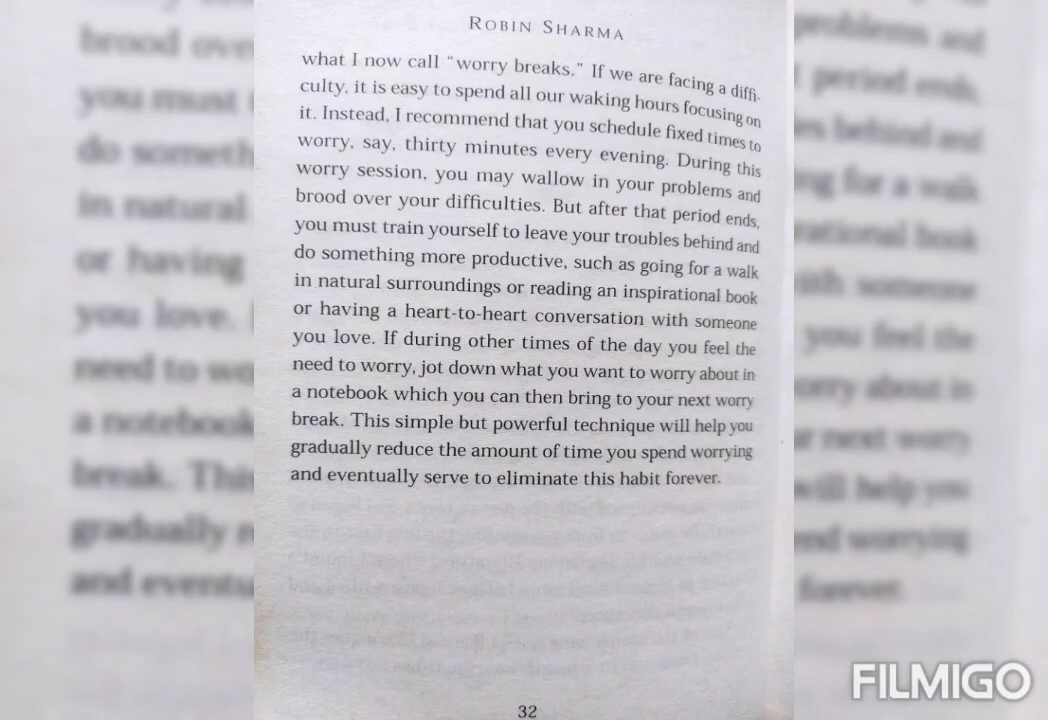 ROBIN SHARMA
what I now call "worry breaks." If we are facing a diffi-
culty, it is easy to spend all our waking hours focusing on
it. Instead, I recommend that you schedule fixed times to
worry, say, thirty minutes every evening. During this
worry session, you may wallow in your problems and
brood over your difficulties. But after that period ends,
you must train yourself to leave your troubles behind and
do something more productive, such as going for a walk
in natural surroundings or reading an inspirational book
or having a heart-to-heart conversation with someone
you love. If during other times of the day you feel the
need to worry, jot down what you want to worry about in
a notebook which you can then bring to your next worry
break. This simple but powerful technique will help you
gradually reduce the amount of time you spend worrying
and eventually serve to eliminate this habit forever.
32
FILMIGO